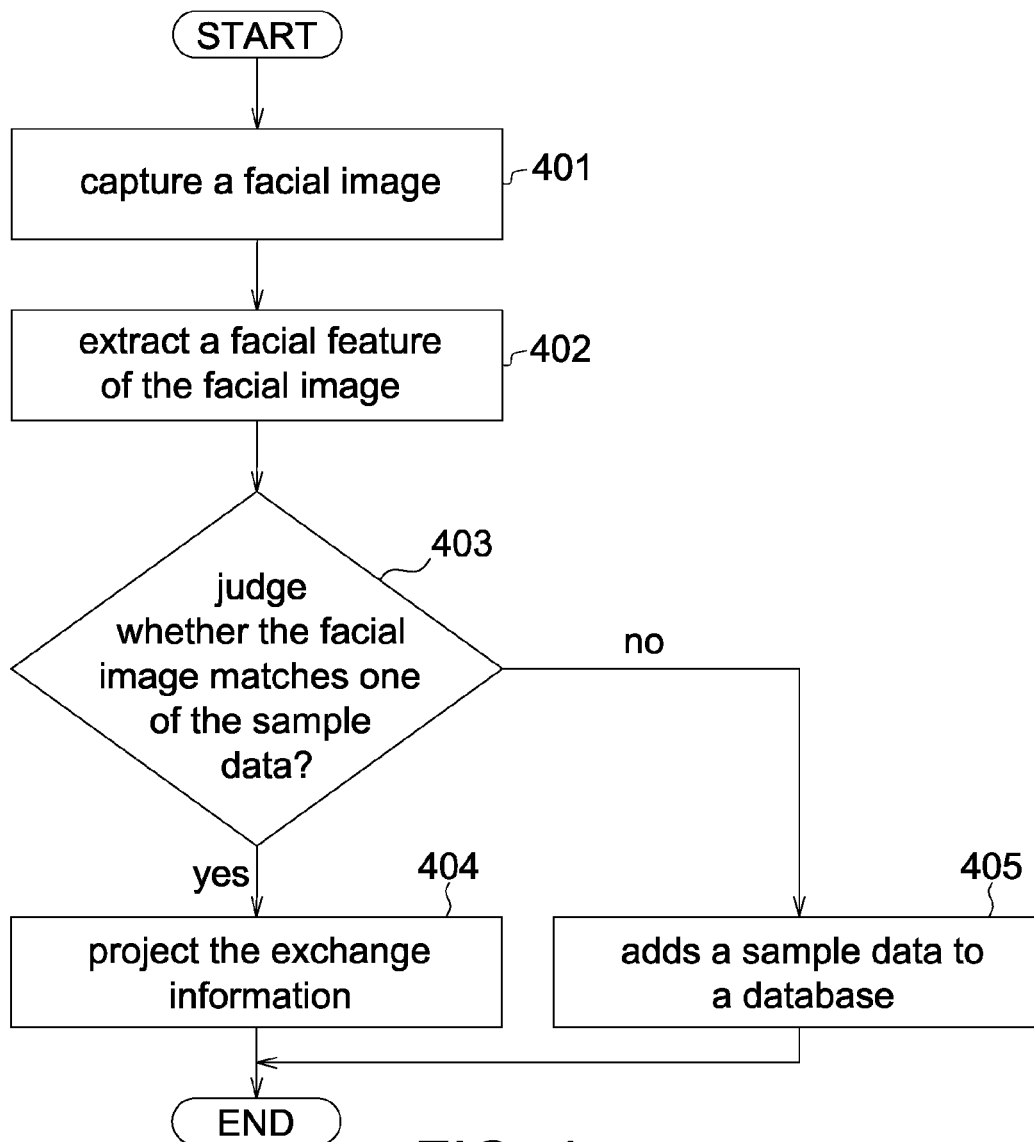 START
capture a facial image
401
extract a facial feature
of the facial image
402
403
judge
whether the facial
image matches one
of the sample
data?
no
yes
404
project the exchange
information
405
adds a sample data to
a database
END